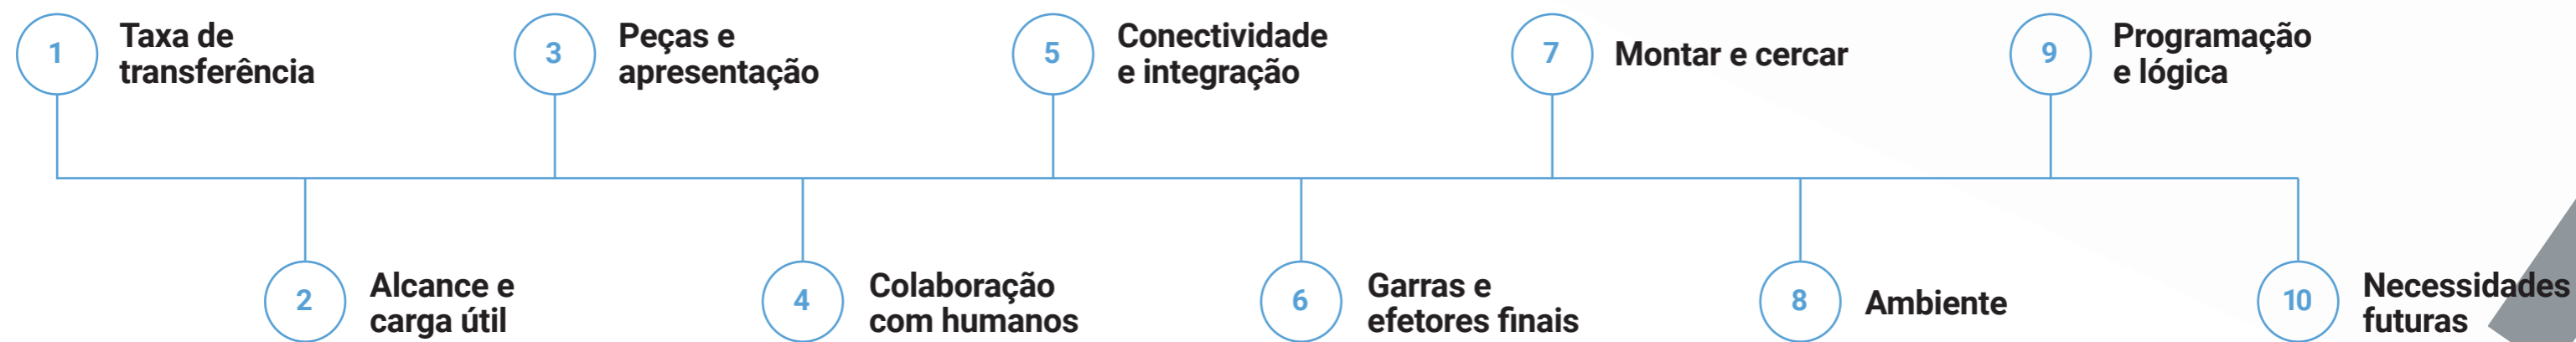 1
Taxa de
transferência
2
Alcance e
carga útil
3
Peças e
apresentação
4
Colaboração
com humanos
5
Conectividade
e integração
6
Garras e
efetores finais
7
Montar e cercar
8
Ambiente
9
Programação
e lógica
10
Necessidades
futuras